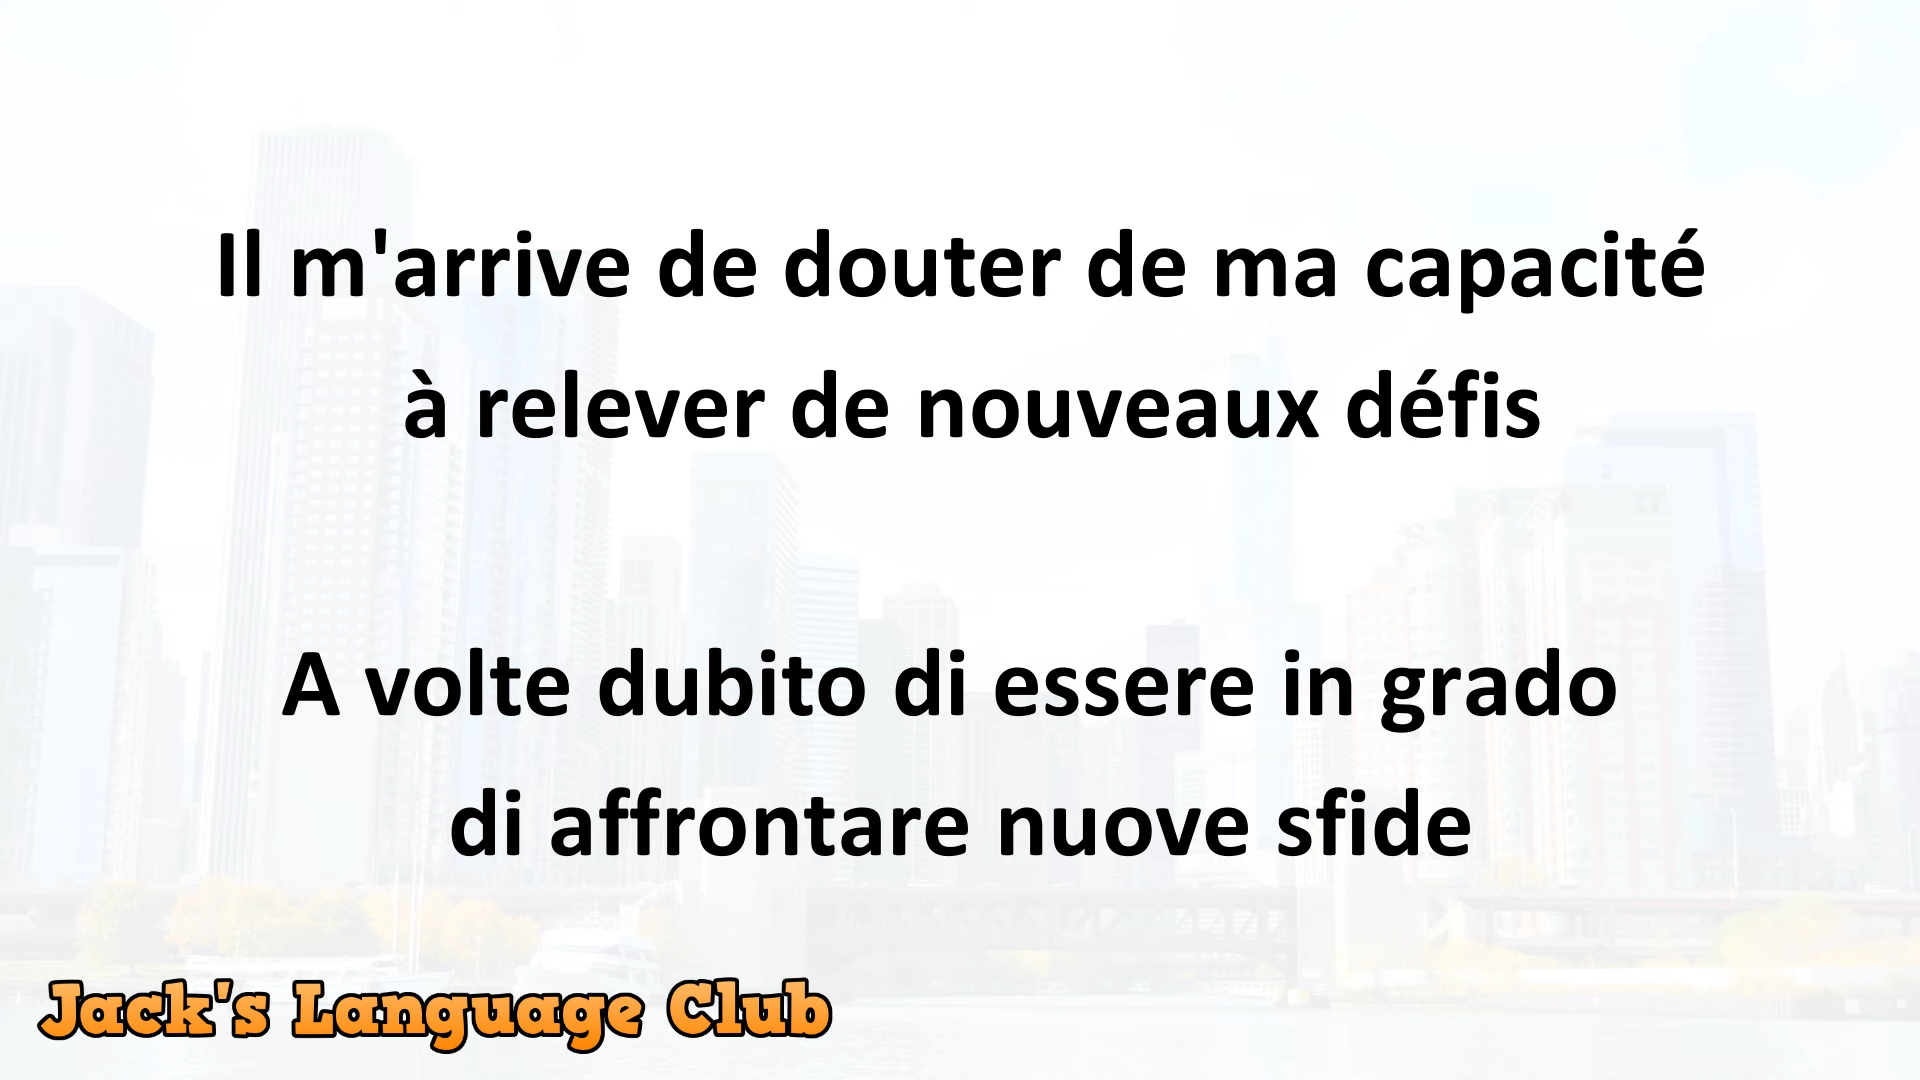 Il m'arrive de douter de ma capacité
à relever de nouveaux défis
A volte dubito di essere in grado
di affrontare nuove sfide
Jack's Language Club